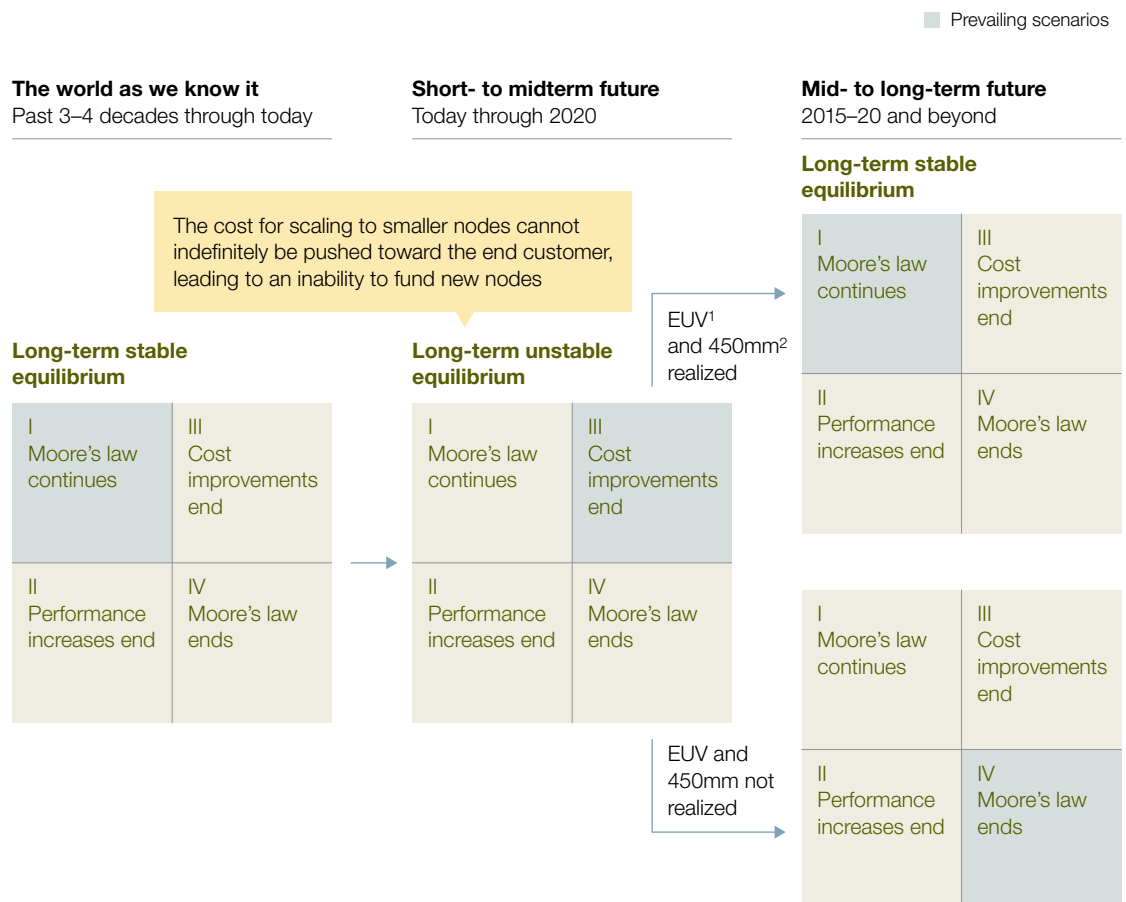 Prevailing scenarios
The world as we know it
Past 3–4 decades through today
Short- to midterm future
Today through 2020
Mid- to long-term future
2015–20 and beyond
The cost for scaling to smaller nodes cannot
indefinitely be pushed toward the end customer,
leading to an inability to fund new nodes
Long-term stable
equilibrium
I
Moore’s law
continues
III
Cost
improvements
end
II
Performance
increases end
IV
Moore’s law
ends
Long-term unstable
equilibrium
I
Moore’s law
continues
III
Cost
improvements
end
II
Performance
increases end
IV
Moore’s law
ends
EUV¹
and 450mm²
realized
Long-term stable
equilibrium
I
Moore’s law
continues
III
Cost
improvements
end
II
Performance
increases end
IV
Moore’s law
ends
EUV and
450mm not
realized
I
Moore’s law
continues
III
Cost
improvements
end
II
Performance
increases end
IV
Moore’s law
ends